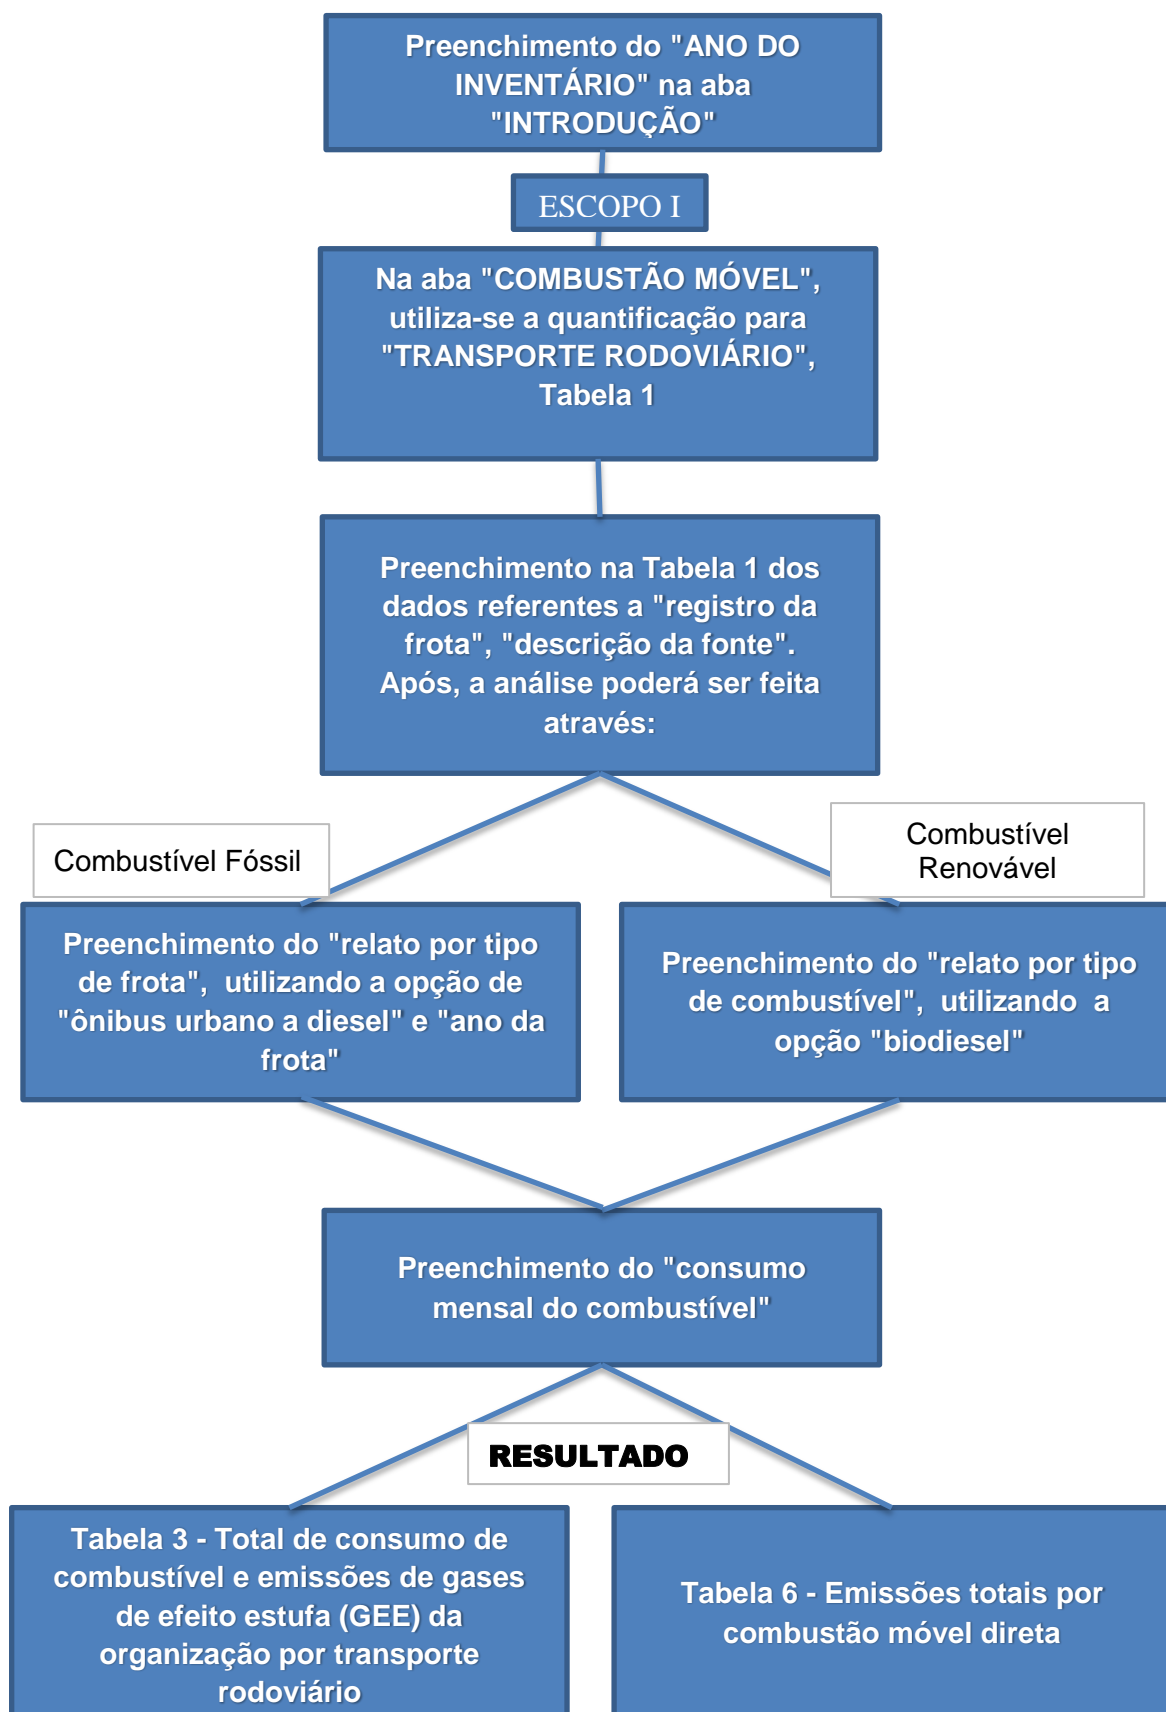 Preenchimento do "ANO DO
INVENTÁRIO" na aba
"INTRODUÇÃO"
ESCOPO I
Na aba "COMBUSTÃO MÓVEL",
utiliza-se a quantificação para
"TRANSPORTE RODOVIÁRIO",
Tabela 1
Preenchimento na Tabela 1 dos
dados referentes a "registro da
frota", "descrição da fonte".
Após, a análise poderá ser feita
através:
Combustível Fóssil
Combustível
Renovável
Preenchimento do "relato por tipo
de frota", utilizando a opção de
"ônibus urbano a diesel" e "ano da
frota"
Preenchimento do "relato por tipo
de combustível", utilizando a
opção "biodiesel"
Preenchimento do "consumo
mensal do combustível"
RESULTADO
Tabela 3 - Total de consumo de
combustível e emissões de gases
de efeito estufa (GEE) da
organização por transporte
rodoviário
Tabela 6 - Emissões totais por
combustão móvel direta